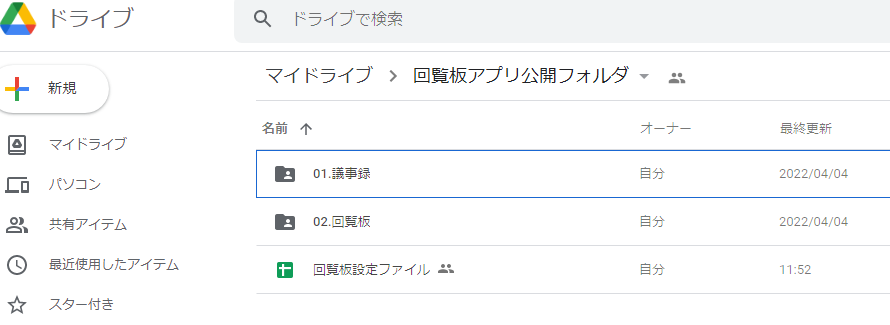 ドライブ
ドライブで検索
マイドライブ 回覧板アプリ公開フォルダ
新規
名前 オーナー 最終更新
マイドライブ
01.議事録 自分 2022/04/04
パソコン
02.回覧板 自分 2022/04/04
共有アイテム
回覧板設定ファイル 自分 11:52
最近使用したアイテム
スター付き